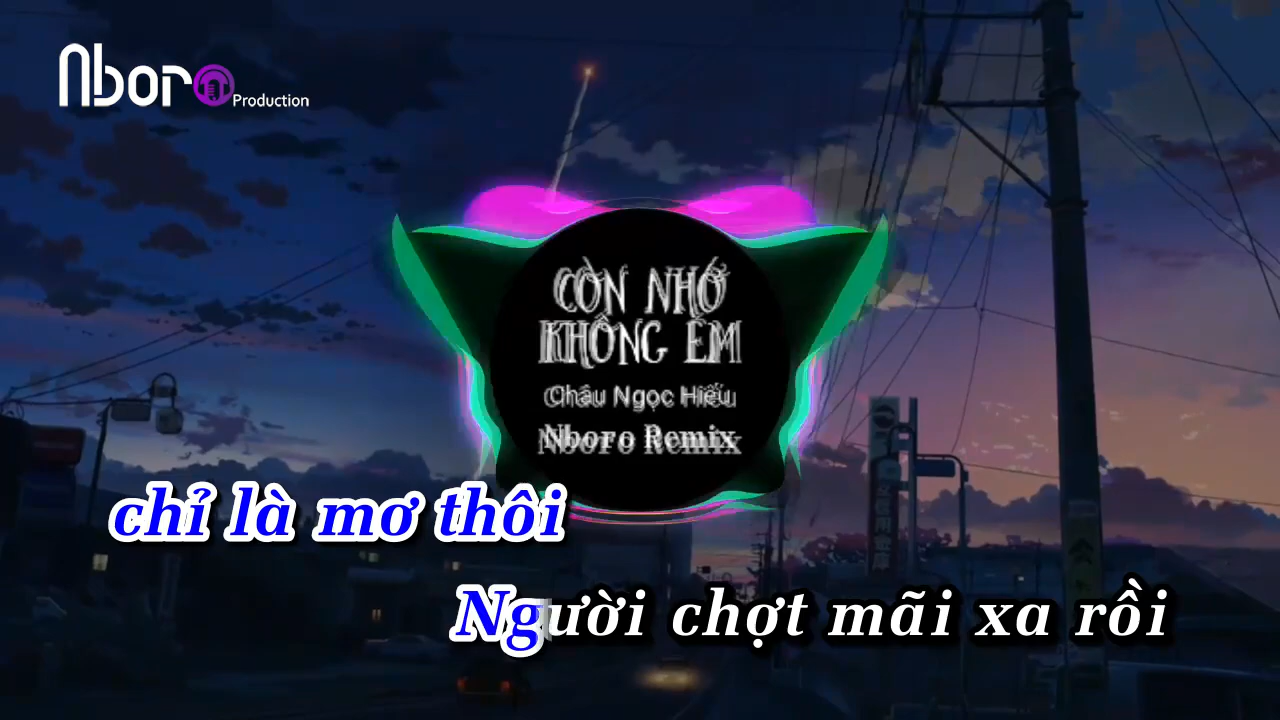 Nboro
Production
CÒN NHỚ
KHÔNG EM
Châu Ngọc Hiếu
Nboro Remix
chỉ là mơ thôi
Người chợt mãi xa rồi